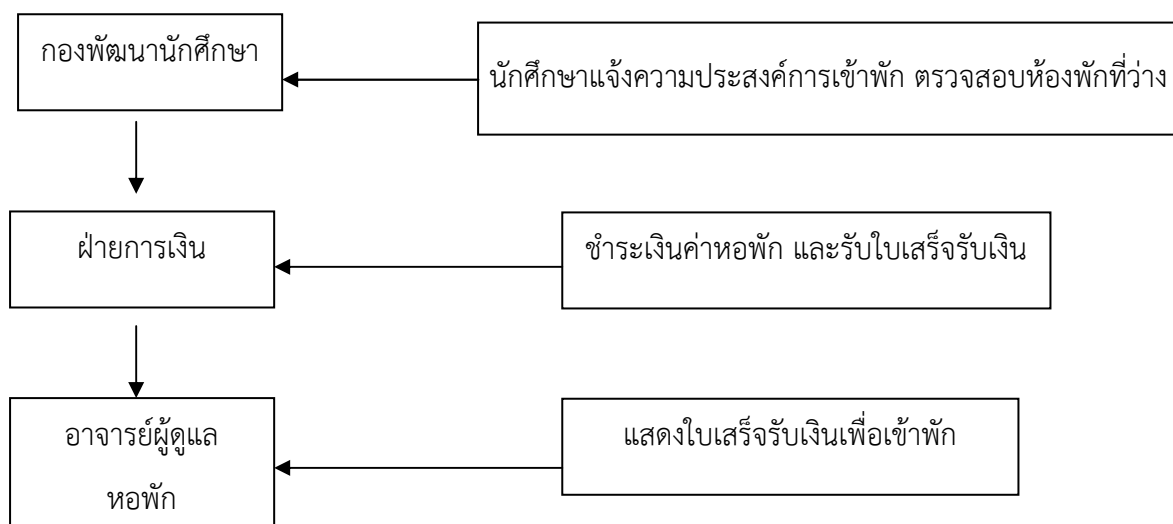 กองพัฒนานักศึกษา
นักศึกษาแจ้งความประสงค์การเข้าพัก ตรวจสอบห้องพักที่ว่าง
ฝ่ายการเงิน
ชำระเงินค่าหอพัก และรับใบเสร็จรับเงิน
อาจารย์ผู้ดูแล
หอพัก
แสดงใบเสร็จรับเงินเพื่อเข้าพัก